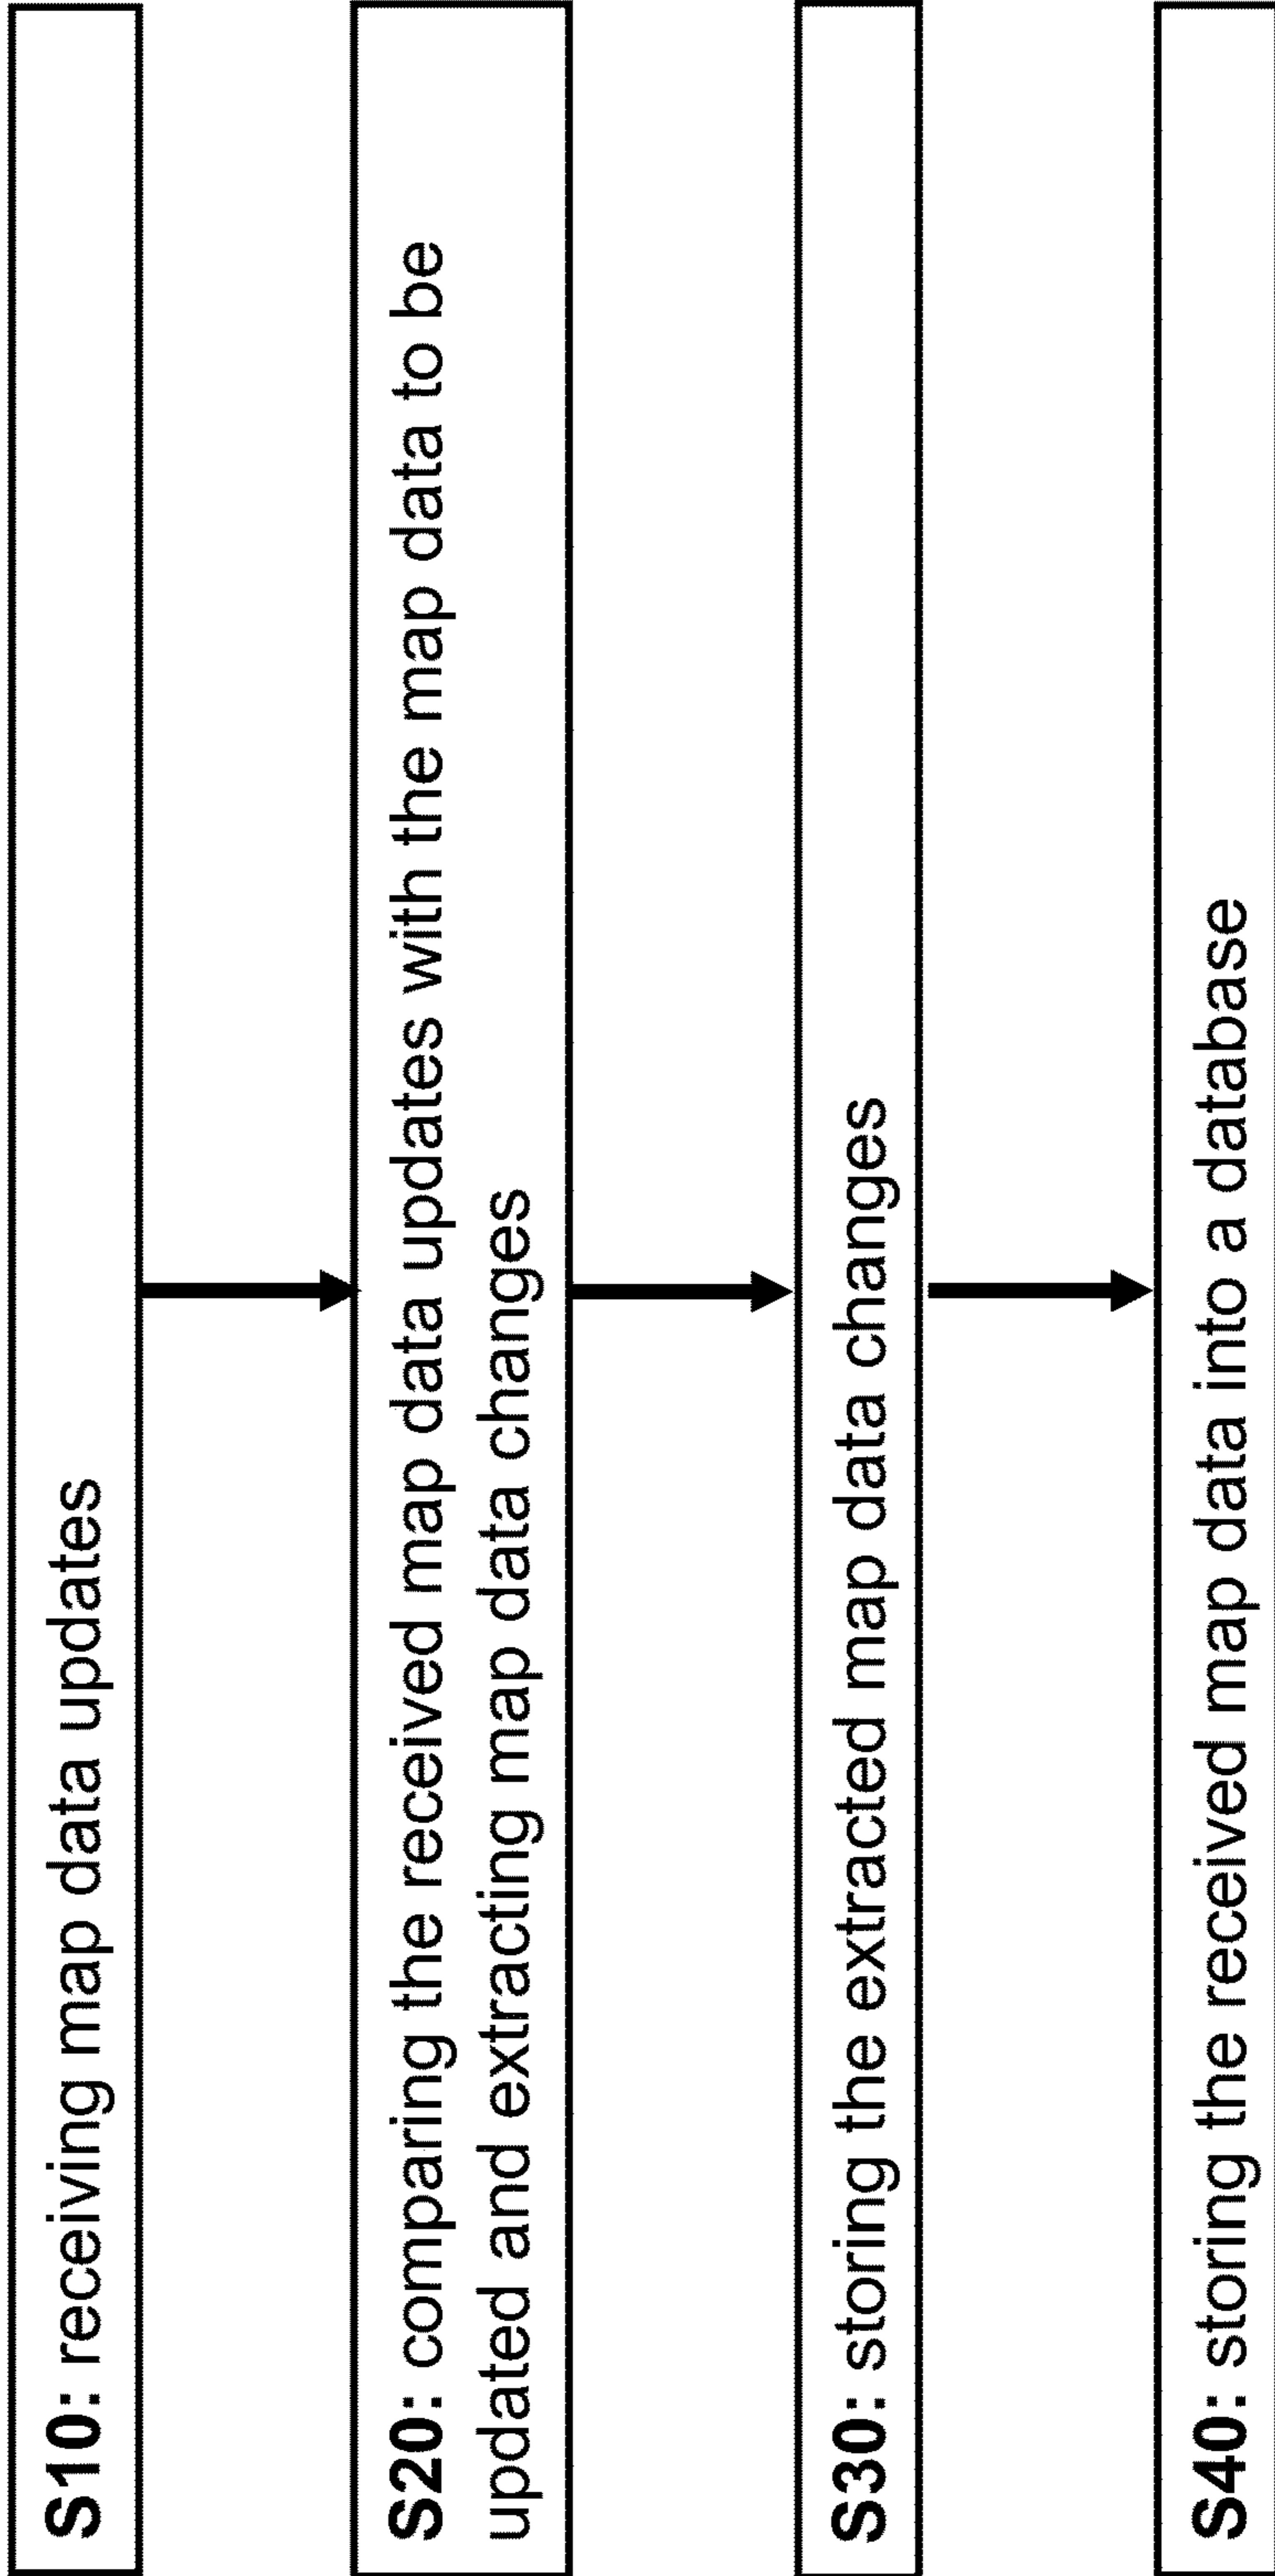 S10: receiving map data updates
S20: comparing the received map data updates with the map data to be
updated and extracting map data changes
S30: storing the extracted map data changes
S40: storing the received map data into a database